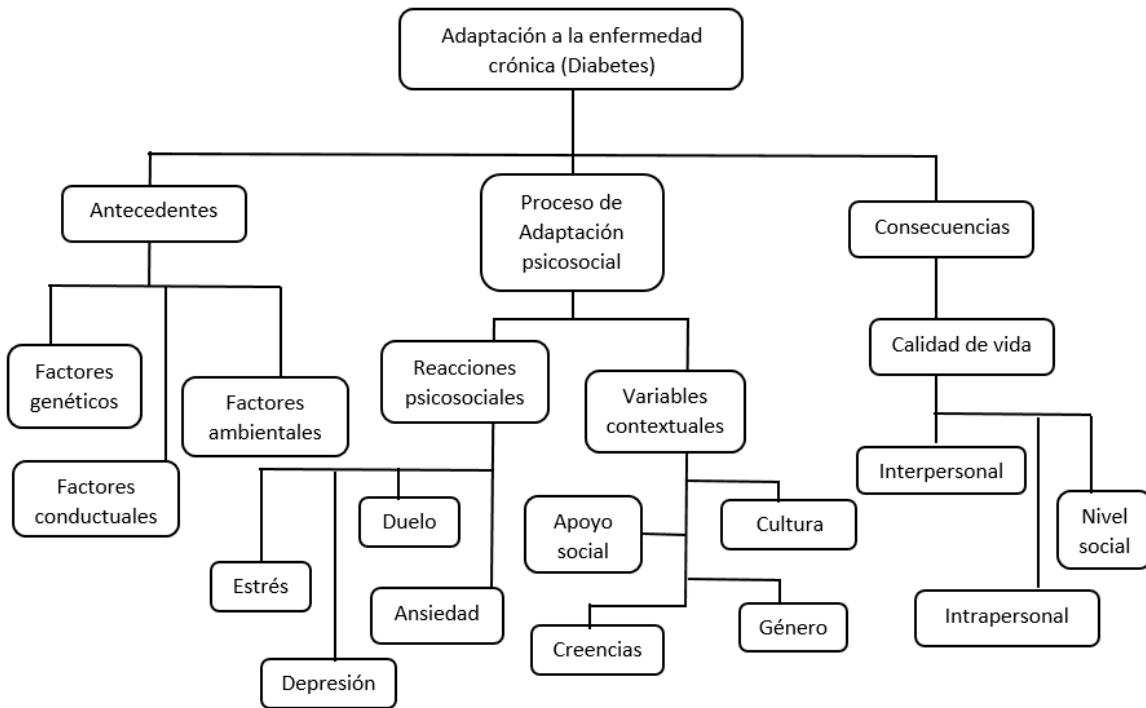 Adaptación a la enfermedad
crónica (Diabetes)
Antecedentes
Proceso de
Adaptación
psicosocial
Consecuencias
Factores
genéticos
Factores
ambientales
Factores
conductuales
Reacciones
psicosociales
Variables
contextuales
Calidad de vida
Estrés
Duelo
Ansiedad
Depresión
Apoyo
social
Cultura
Creencias
Género
Interpersonal
Nivel
social
Intrapersonal